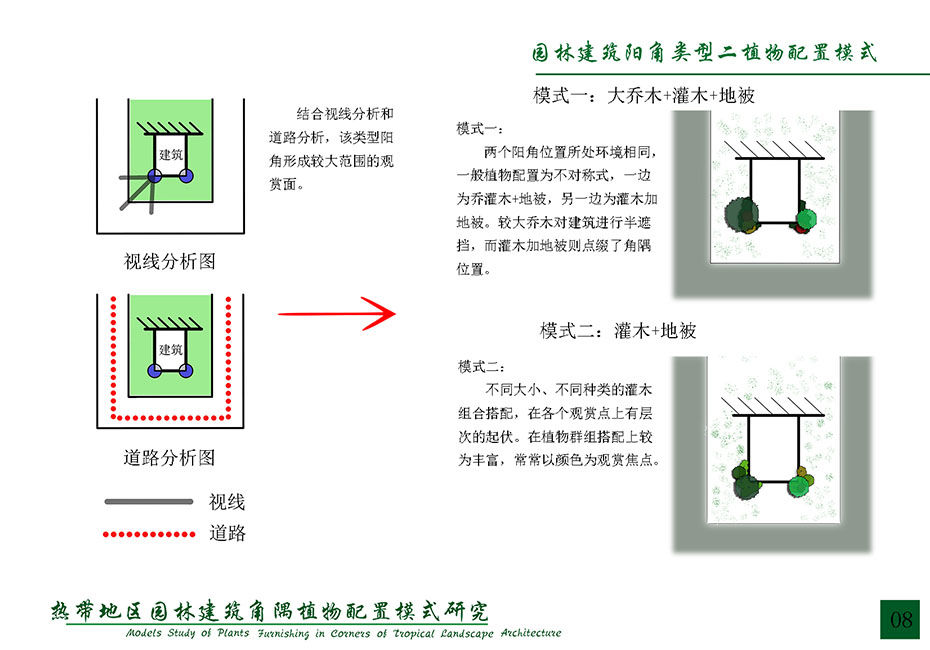 园林建筑阳角类型二植物配置模式
建筑
视线分析图
结合视线分析和
道路分析，该类型阳
角形成较大范围的观
赏面。
建筑
道路分析图
视线
道路
模式一：大乔木+灌木+地被
模式一：
两个阳角位置所处环境相同，
一般植物配置为不对称式，一边
为乔灌木+地被，另一边为灌木加
地被。较大乔木对建筑进行半遮
挡，而灌木加地被则点缀了角隅
位置。
模式二：灌木+地被
模式二：
不同大小、不同种类的灌木
组合搭配，在各个观赏点上有层
次的起伏。在植物群组搭配上较
为丰富，常常以颜色为观赏焦点。
热带地区园林建筑角隅植物配置模式研究
Models Study of Plants Furnishing in Corners of Tropical Landscape Architecture
08